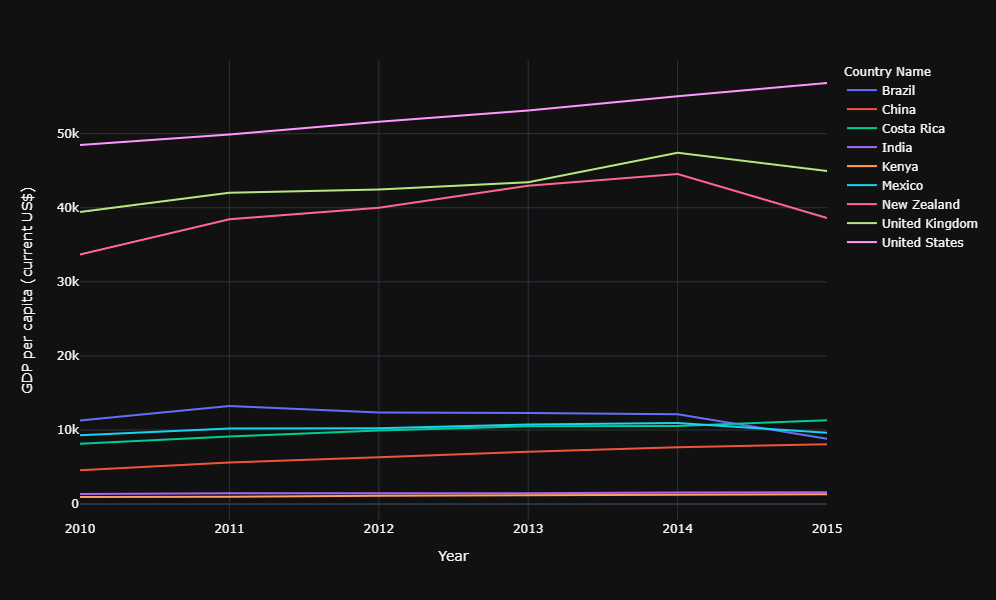 Country Name
Brazil
China
Costa Rica
India
Kenya
Mexico
New Zealand
United Kingdom
United States
GDP per capita (current US$)
50k
40k
30k
20k
10k
0
2010 2011 2012 2013 2014 2015
Year